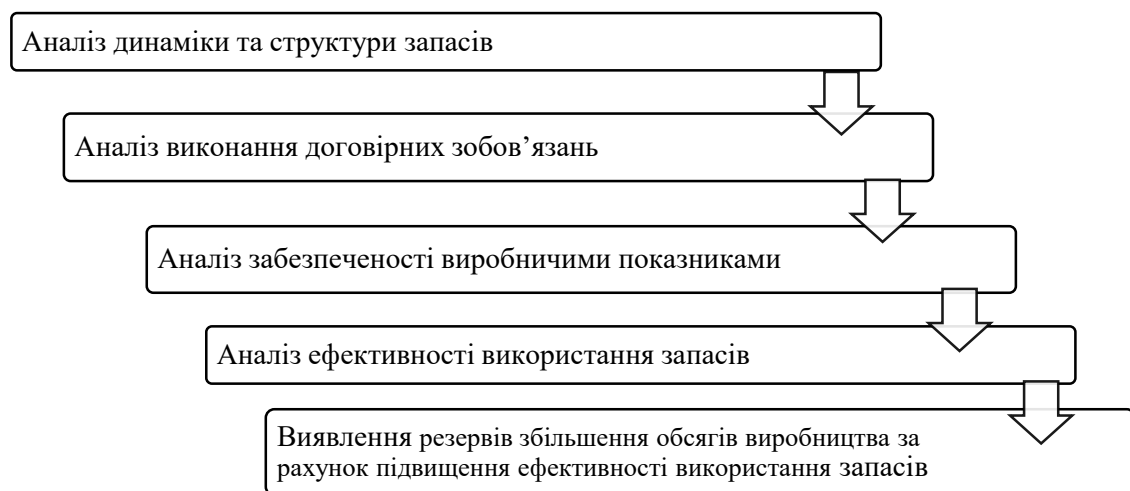 Аналіз динаміки та структури запасів
Аналіз виконання договірних зобов’язань
Аналіз забезпеченості виробничими показниками
Аналіз ефективності використання запасів
Виявлення резервів збільшення обсягів виробництва за
рахунок підвищення ефективності використання запасів